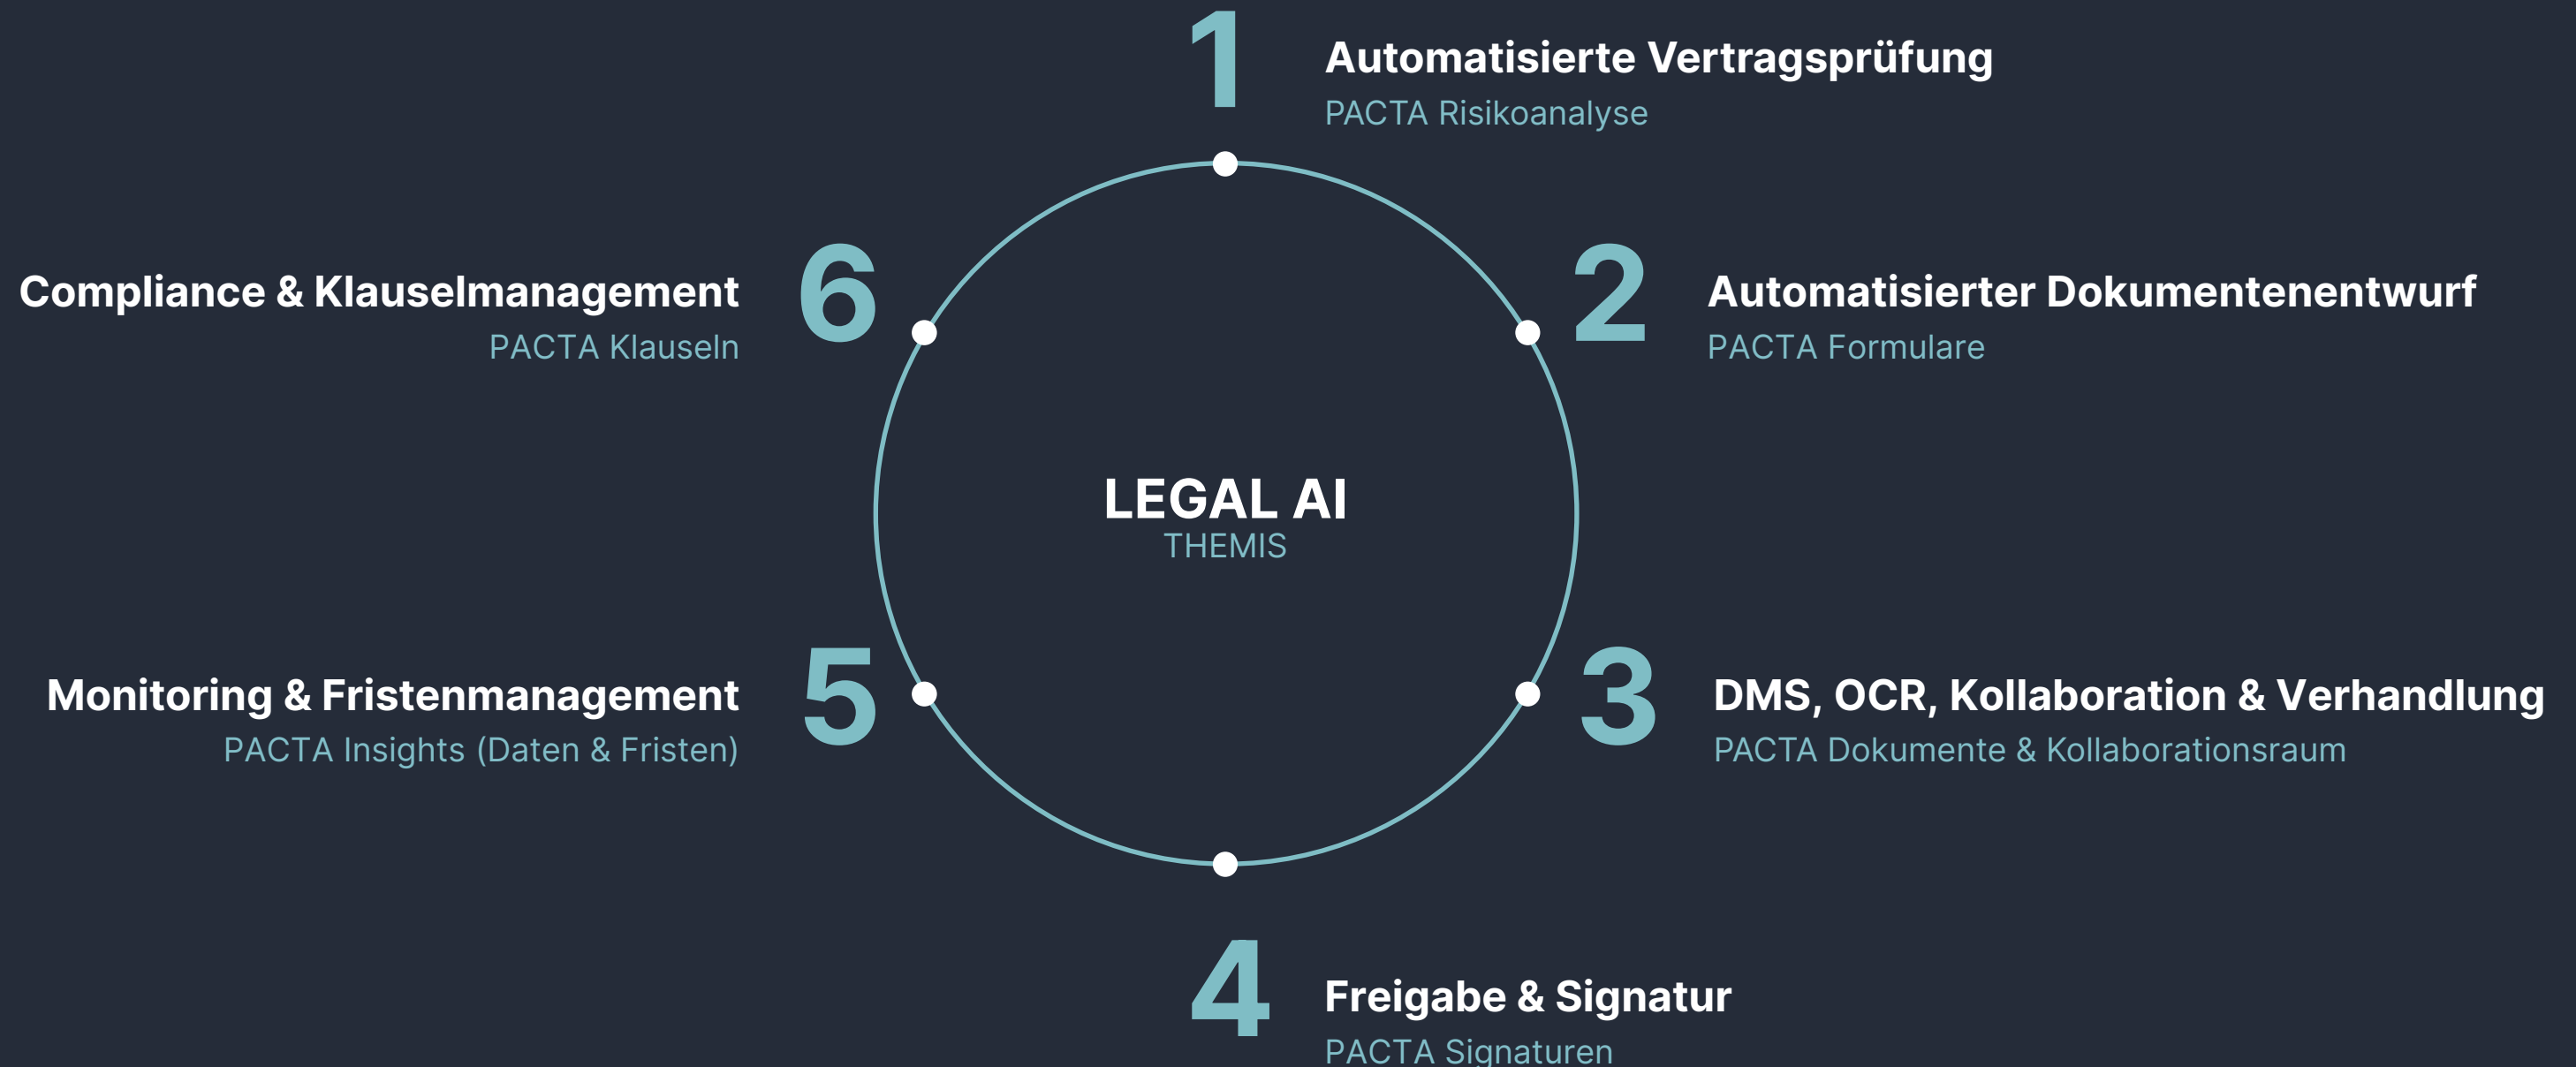 1
Automatisierte Vertragsprüfung
PACTA Risikoanalyse
2
Automatisierter Dokumentenentwurf
PACTA Formulare
3
DMS, OCR, Kollaboration & Verhandlung
PACTA Dokumente & Kollaborationsraum
4
Freigabe & Signatur
PACTA Signaturen
5
Monitoring & Fristenmanagement
PACTA Insights (Daten & Fristen)
6
Compliance & Klauselmanagement
PACTA Klauseln
LEGAL AI
THEMIS